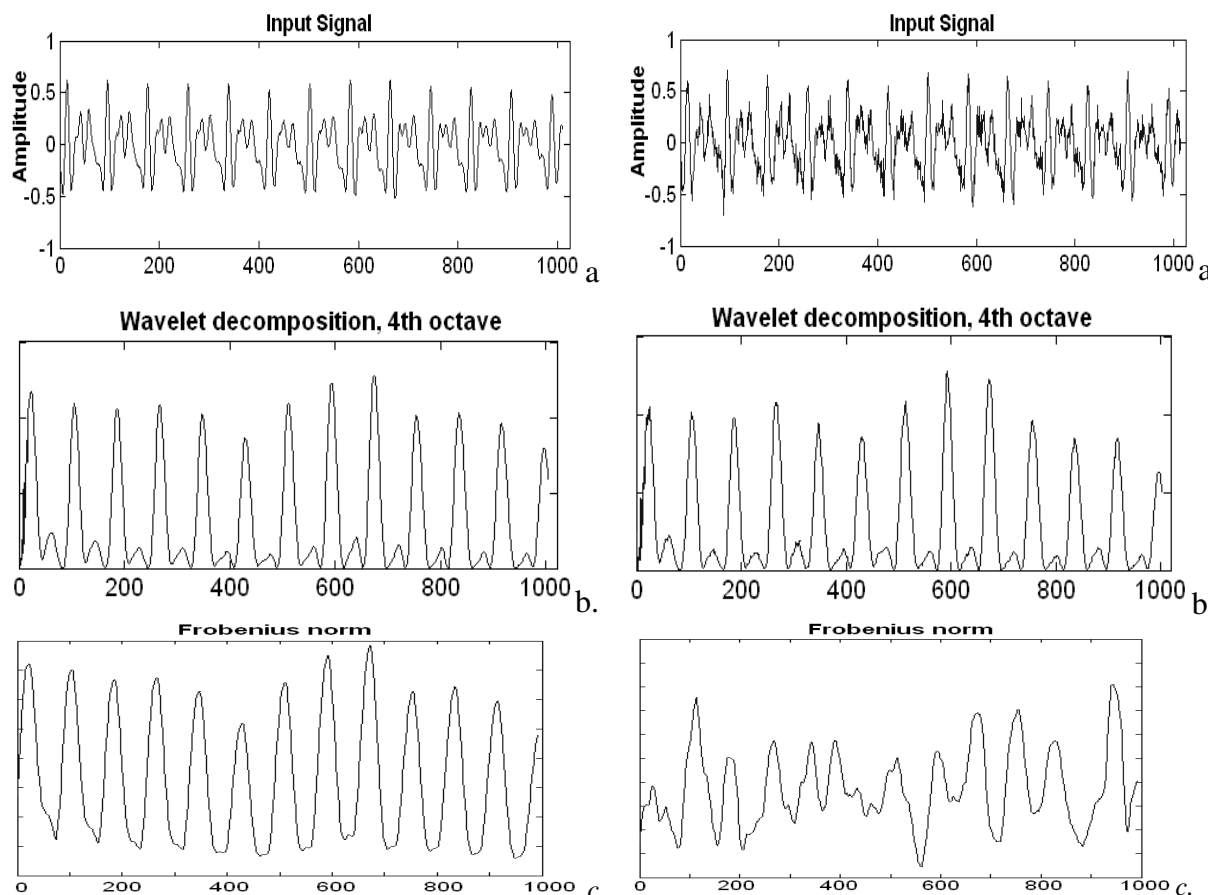 Input Signal
Amplitude
1
0.5
0
-0.5
-1
0 200 400 600 800 1000
a
Wavelet decomposition, 4th octave
0 200 400 600 800 1000
b.
Frobenius norm
0 200 400 600 800 1000
c
Input Signal
Amplitude
1
0.5
0
-0.5
-1
0 200 400 600 800 1000
a
Wavelet decomposition, 4th octave
0 200 400 600 800 1000
b
Frobenius norm
0 200 400 600 800 1000
c.